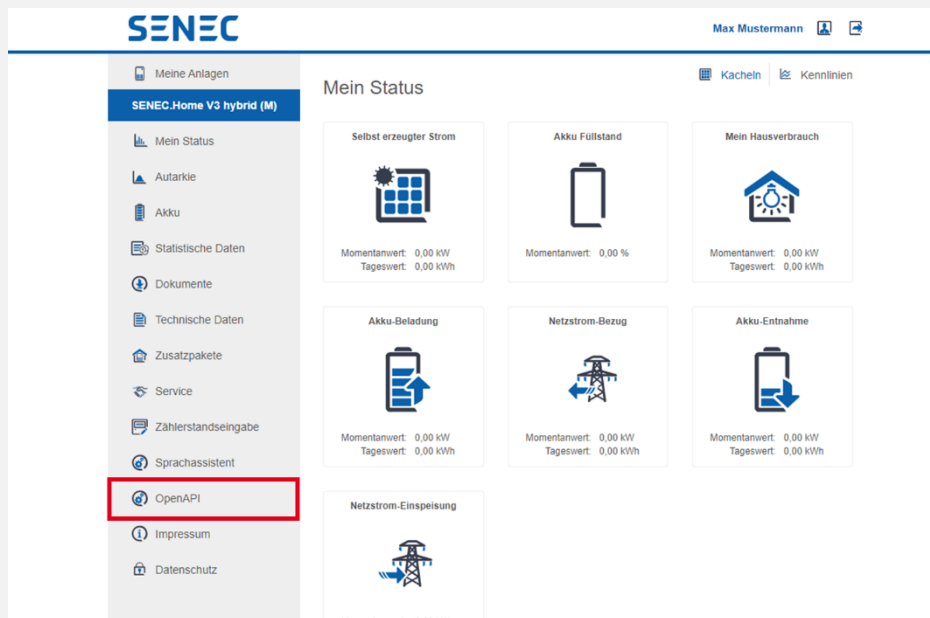 SENEC
Max Mustermann
Meine Anlagen
SENEC.Home V3 hybrid (M)
Mein Status
Autarkie
Akku
Statistische Daten
Dokumente
Technische Daten
Zusatzpakete
Service
Zählerstandseingabe
Sprachassistent
OpenAPI
Impressum
Datenschutz
Mein Status
Kacheln
Kennlinien
Selbst erzeugter Strom
Momentanwert: 0,00 kW
Tageswert: 0,00 kWh
Akku Füllstand
Momentanwert: 0,00 %
Mein Hausverbrauch
Momentanwert: 0,00 kW
Tageswert: 0,00 kWh
Akku-Beladung
Momentanwert: 0,00 kW
Tageswert: 0,00 kWh
Netzstrom-Bezug
Momentanwert: 0,00 kW
Tageswert: 0,00 kWh
Akku-Entnahme
Momentanwert: 0,00 kW
Tageswert: 0,00 kWh
Netzstrom-Einspeisung